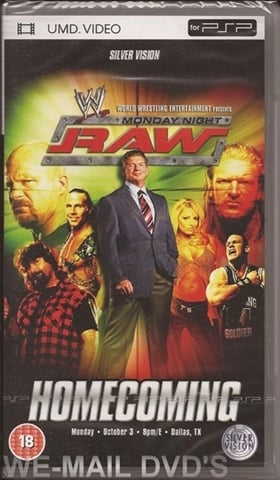 UMD. VIDEO
for PSP
SILVER VISION
WORLD WRESTLING ENTERTAINMENT PRESENTS
W
MONDAY NIGHT
RAW
SOLDIER
HOMECOMING
Monday • October 3 • 8pm/E • Dallas, TX
18
SILVER VISION
WE-MAIL DVD'S